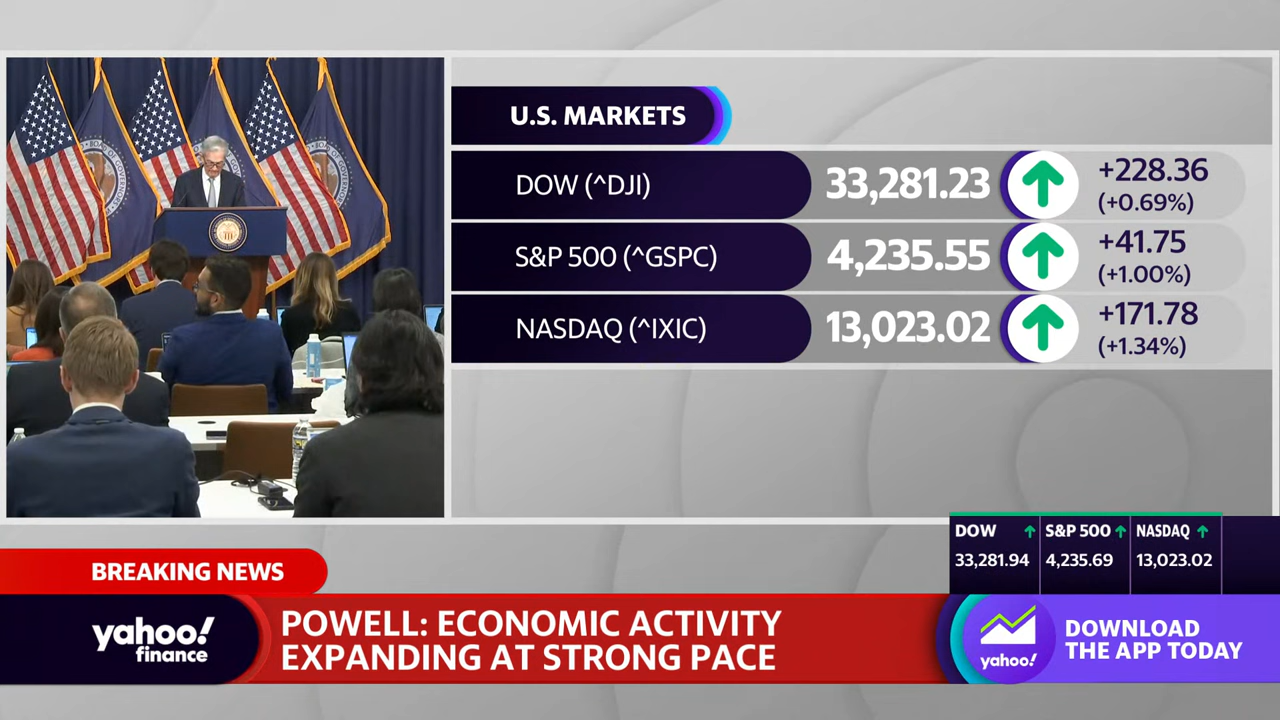 U.S. MARKETS
DOW (^DJI) 33,281.23 +228.36
(+0.69%)
S&P 500 (^GSPC) 4,235.55 +41.75
(+1.00%)
NASDAQ (^IXIC) 13,023.02 +171.78
(+1.34%)
DOW S&P 500 NASDAQ
33,281.94 4,235.69 13,023.02
BREAKING NEWS
yahoo!
finance
POWELL: ECONOMIC ACTIVITY
EXPANDING AT STRONG PACE
yahoo!
DOWNLOAD
THE APP TODAY